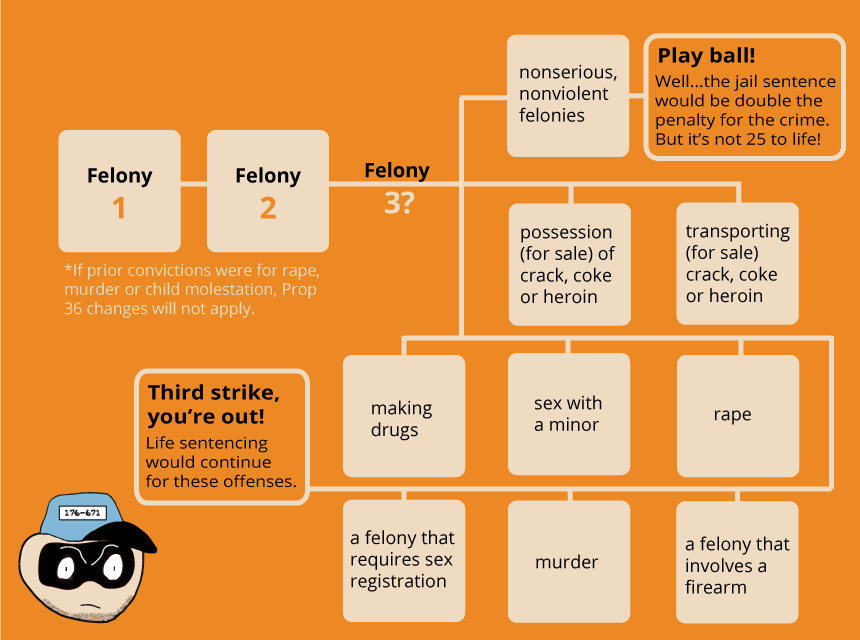 nonserious,
nonviolent
felonies
Play ball!
Well...the jail sentence
would be double the
penalty for the crime.
But it's not 25 to life!
Felony
1
Felony
2
Felony
3?
*If prior convictions were for rape,
murder or child molestation, Prop
36 changes will not apply.
possession
(for sale) of
crack, coke
or heroin
transporting
(for sale)
crack, coke
or heroin
Third strike,
you're out!
Life sentencing
would continue
for these offenses.
making
drugs
sex with
a minor
rape
a felony that
requires sex
registration
murder
a felony that
involves a
firearm
176-671